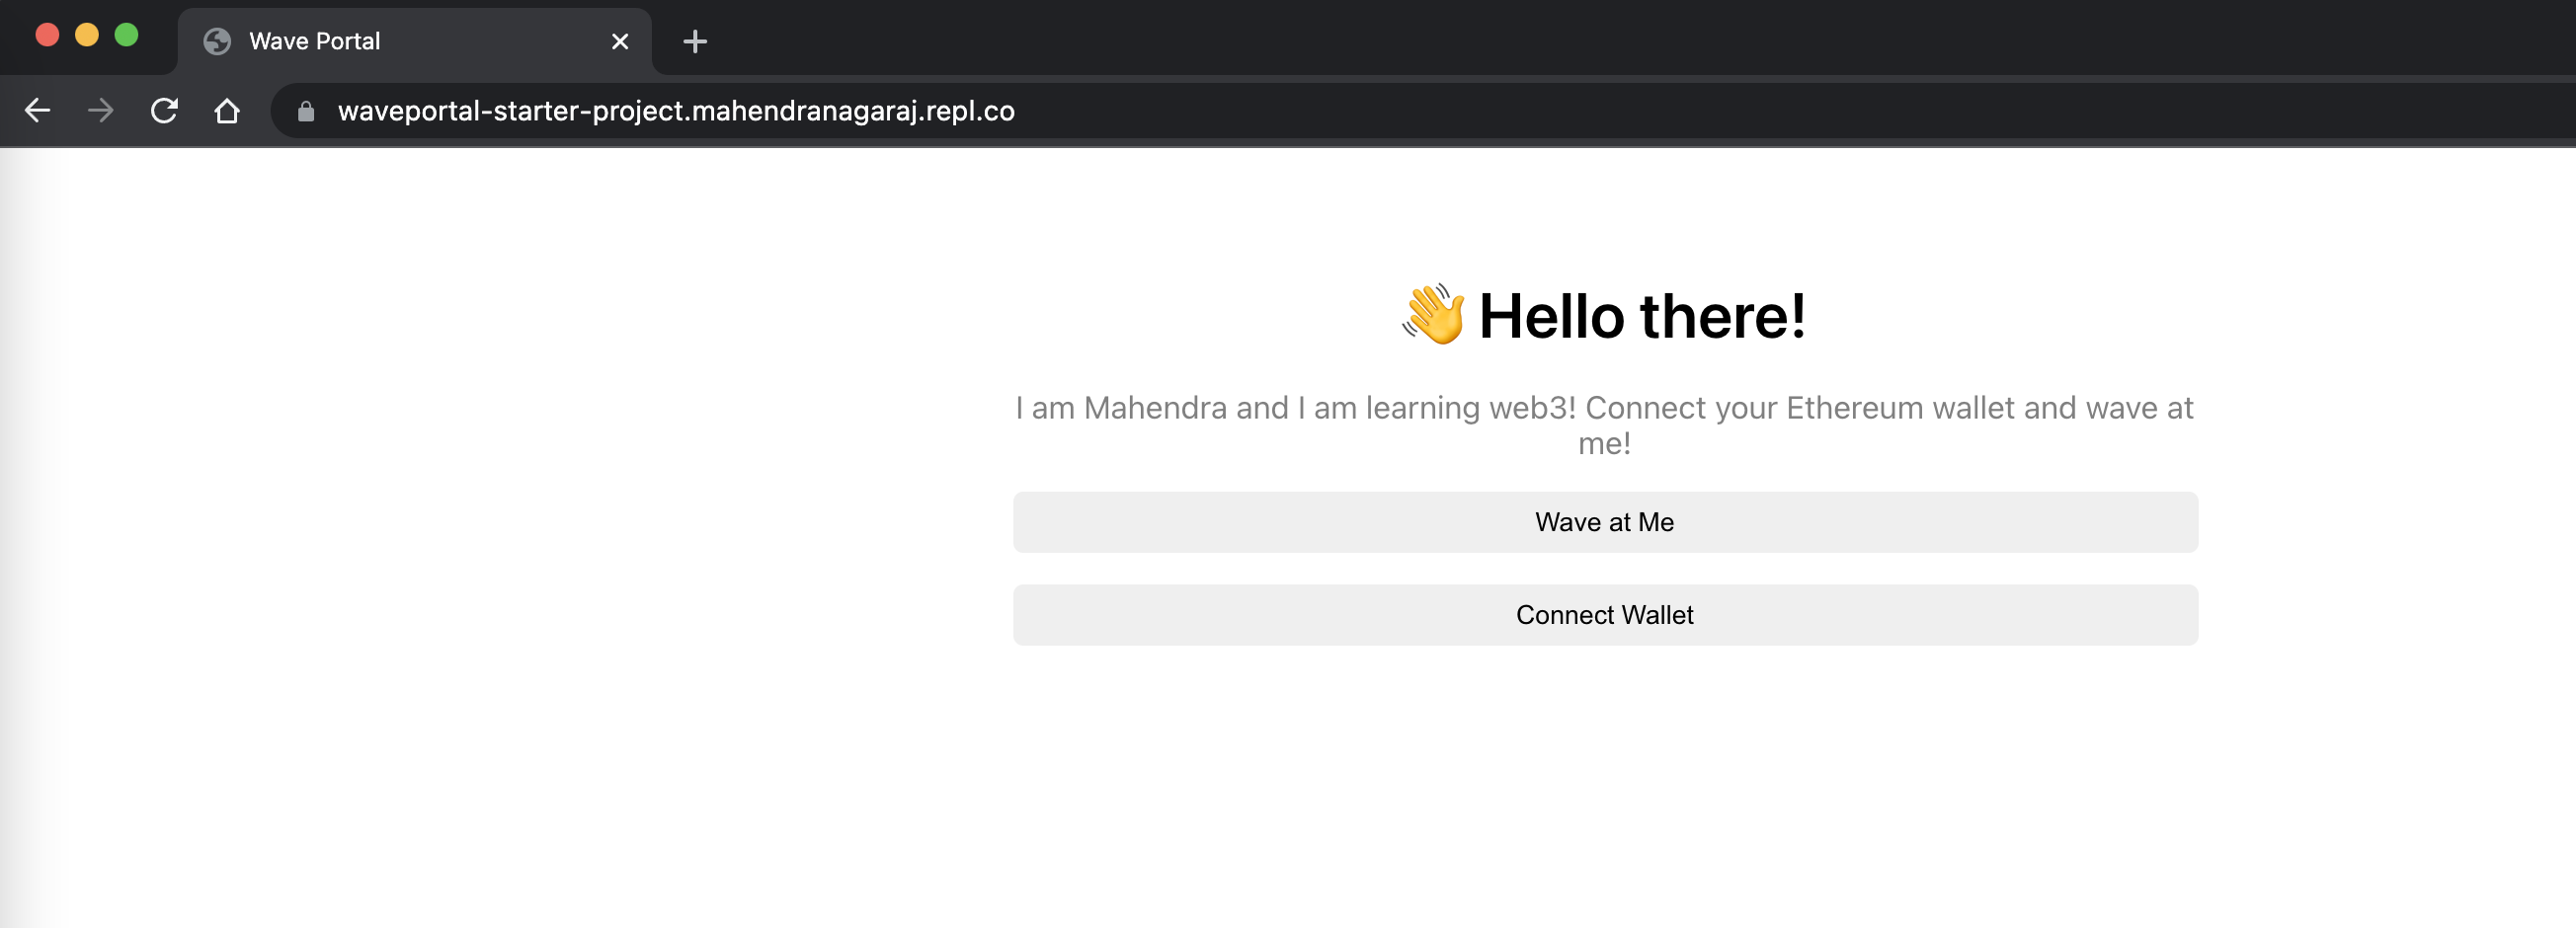 Wave Portal
waveportal-starter-project.mahendranagaraj.repl.co
👋 Hello there!
I am Mahendra and I am learning web3! Connect your Ethereum wallet and wave at
me!
Wave at Me
Connect Wallet